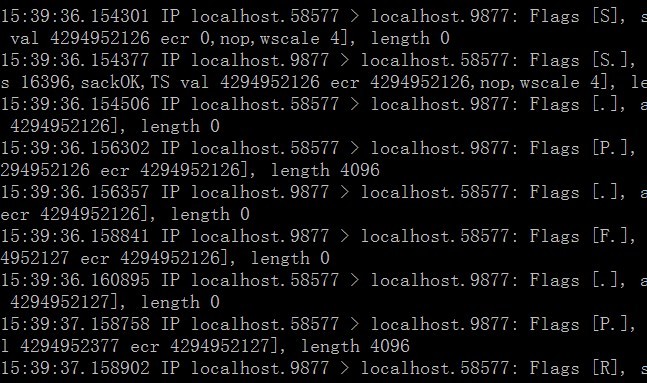 15:39:36.154301 IP localhost.58577 > localhost.9877: Flags [S], s
 val 4294952126 ecr 0,nop,wscale 4], length 0
15:39:36.154377 IP localhost.9877 > localhost.58577: Flags [S.],
s 16396,sackOK,TS val 4294952126 ecr 4294952126,nop,wscale 4], le
15:39:36.154506 IP localhost.58577 > localhost.9877: Flags [.], a
 4294952126], length 0
15:39:36.156302 IP localhost.58577 > localhost.9877: Flags [P.],
294952126 ecr 4294952126], length 4096
15:39:36.156357 IP localhost.9877 > localhost.58577: Flags [.], a
ecr 4294952126], length 0
15:39:36.158841 IP localhost.9877 > localhost.58577: Flags [F.],
4952127 ecr 4294952126], length 0
15:39:36.160895 IP localhost.58577 > localhost.9877: Flags [.], a
 4294952127], length 0
15:39:37.158758 IP localhost.58577 > localhost.9877: Flags [P.],
l 4294952377 ecr 4294952127], length 4096
15:39:37.158902 IP localhost.9877 > localhost.58577: Flags [R], s